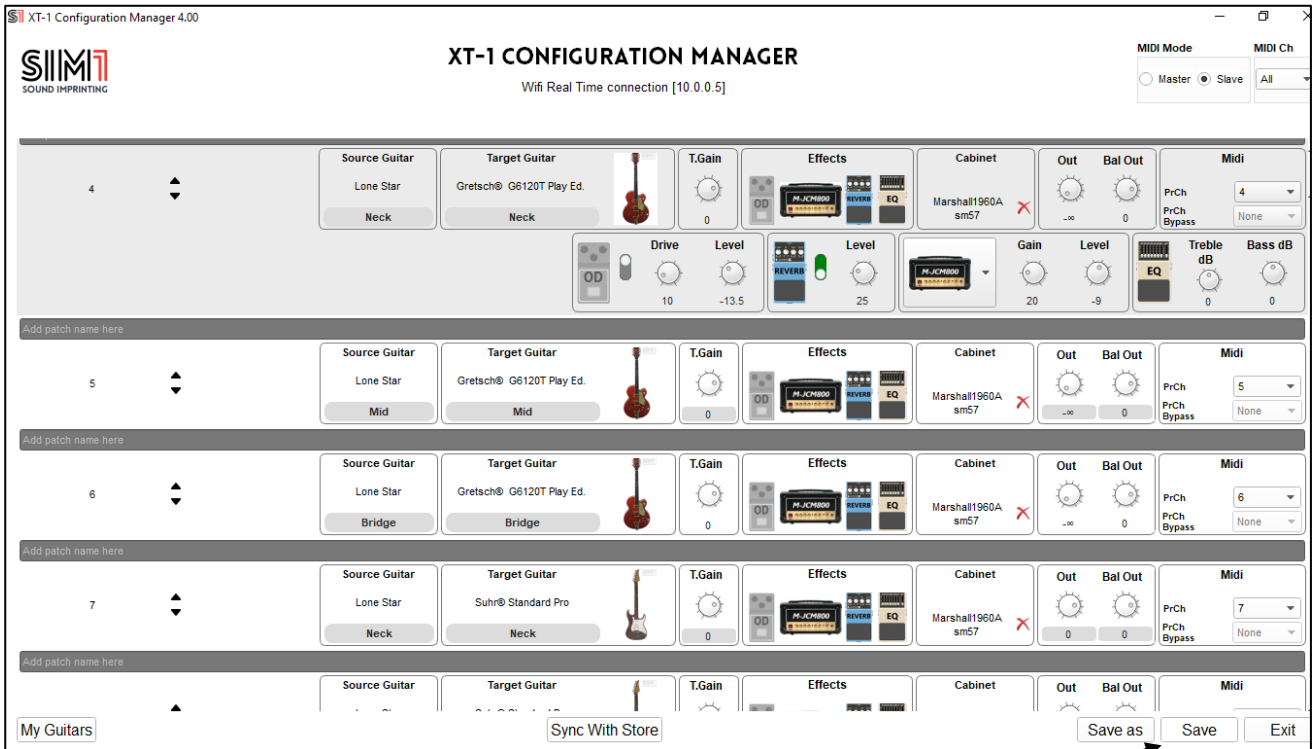 XT-1 Configuration Manager 4.00
SIM1
SOUND IMPRINTING
XT-1 CONFIGURATION MANAGER
Wifi Real Time connection [10.0.0.5]
MIDI Mode MIDI Ch
Master Slave All
Source Guitar Target Guitar T.Gain Effects Cabinet Out Bal Out Midi
4 Lone Star Gretsch® G6120T Play Ed. OD M-JCM800 REVERB EQ Marshall1960A sm57 PrCh 4
Neck Neck 0 -∞ 0 PrCh Bypass None
Drive Level Level Gain Level Treble dB Bass dB
OD REVERB M-JCM800 EQ
10 -13.5 25 20 -9 0 0
Add patch name here
Source Guitar Target Guitar T.Gain Effects Cabinet Out Bal Out Midi
5 Lone Star Gretsch® G6120T Play Ed. OD M-JCM800 REVERB EQ Marshall1960A sm57 PrCh 5
Mid Mid 0 -∞ 0 PrCh Bypass None
Add patch name here
Source Guitar Target Guitar T.Gain Effects Cabinet Out Bal Out Midi
6 Lone Star Gretsch® G6120T Play Ed. OD M-JCM800 REVERB EQ Marshall1960A sm57 PrCh 6
Bridge Bridge 0 -∞ 0 PrCh Bypass None
Add patch name here
Source Guitar Target Guitar T.Gain Effects Cabinet Out Bal Out Midi
7 Lone Star Suhr® Standard Pro OD M-JCM800 REVERB EQ Marshall1960A sm57 PrCh 7
Neck Neck 0 0 0 PrCh Bypass None
Add patch name here
Source Guitar Target Guitar T.Gain Effects Cabinet Out Bal Out Midi
My Guitars Sync With Store Save as Save Exit